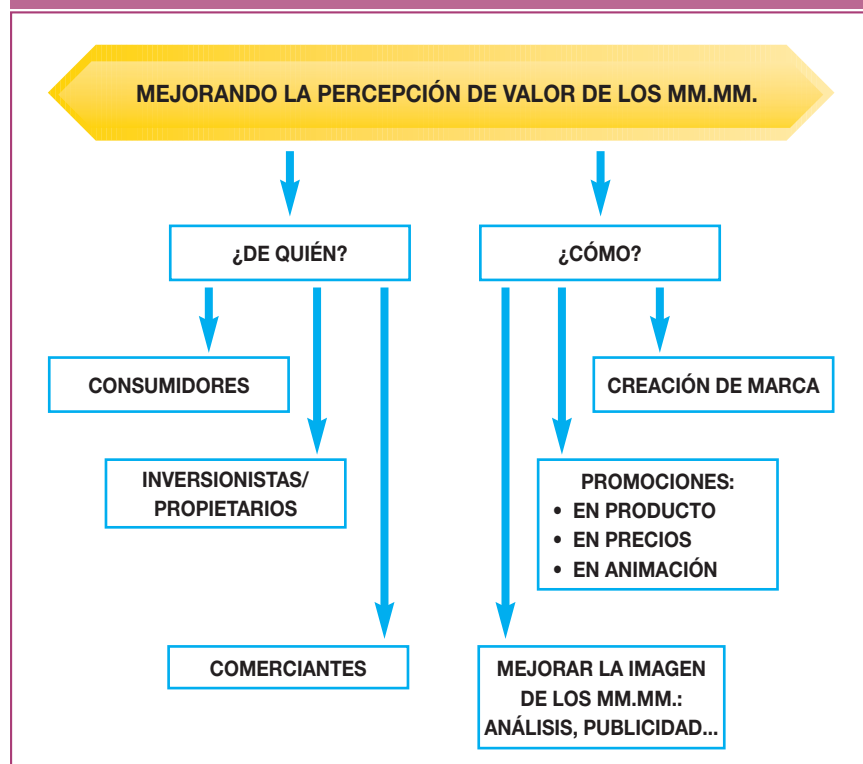 MEJORANDO LA PERCEPCIÓN DE VALOR DE LOS MM.MM.
¿DE QUIÉN?
¿CÓMO?
CONSUMIDORES
CREACIÓN DE MARCA
INVERSIONISTAS/
PROPIETARIOS
PROMOCIONES:
• EN PRODUCTO
• EN PRECIOS
• EN ANIMACIÓN
COMERCIANTES
MEJORAR LA IMAGEN
DE LOS MM.MM.:
ANÁLISIS, PUBLICIDAD...